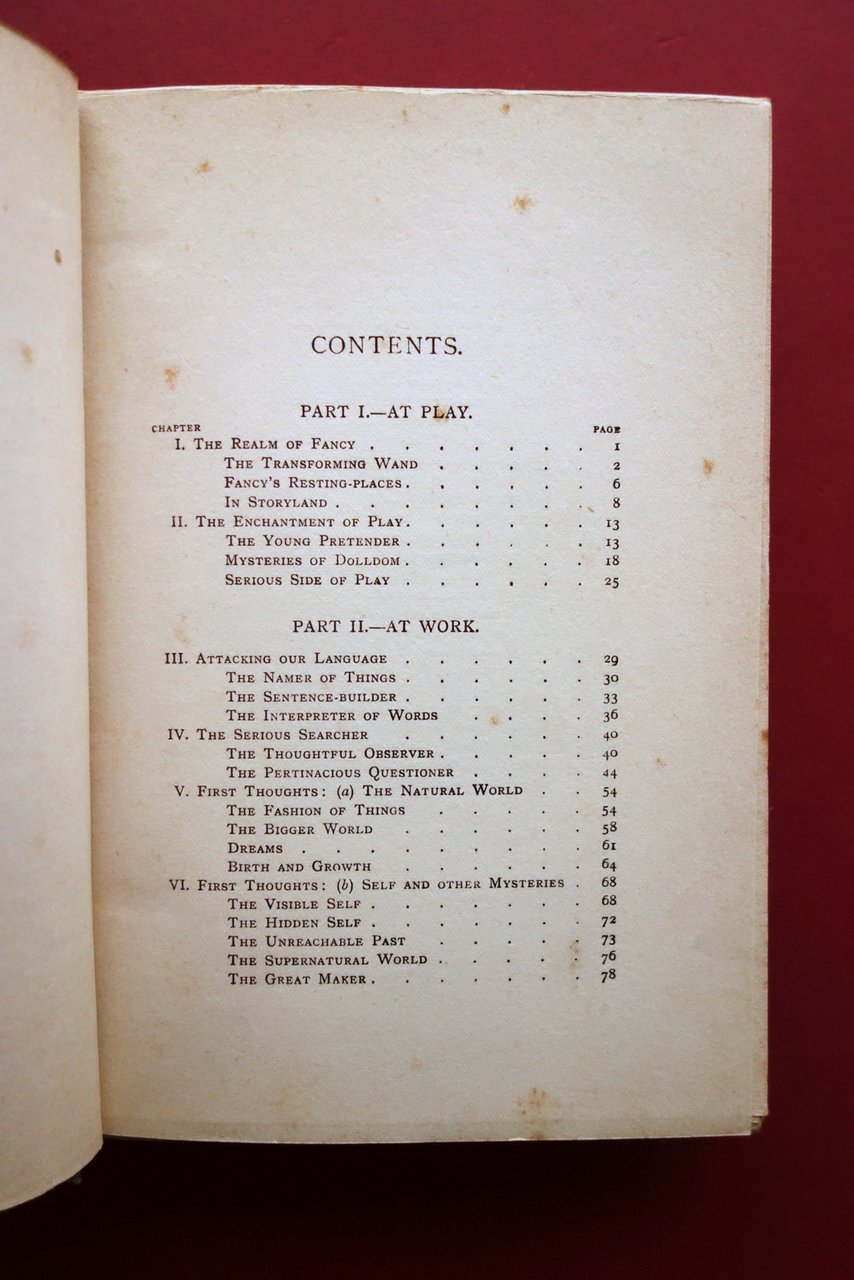 CONTENTS.
PART I.—AT PLAY.
CHAPTER PAGE
I. THE REALM OF FANCY . . . . . . . 1
THE TRANSFORMING WAND . . . . . 2
FANCY'S RESTING-PLACES . . . . . . 6
IN STORYLAND . . . . . . . . 8
II. THE ENCHANTMENT OF PLAY . . . . . . 13
THE YOUNG PRETENDER . . . . . . 13
MYSTERIES OF DOLLDOM . . . . . . 18
SERIOUS SIDE OF PLAY . . . . . . 25
PART II.—AT WORK.
III. ATTACKING OUR LANGUAGE . . . . . . 29
THE NAMER OF THINGS . . . . . . 30
THE SENTENCE-BUILDER . . . . . . 33
THE INTERPRETER OF WORDS . . . . 36
IV. THE SERIOUS SEARCHER . . . . . . 40
THE THOUGHTFUL OBSERVER . . . . . 40
THE PERTINACIOUS QUESTIONER . . . . 44
V. FIRST THOUGHTS: (a) THE NATURAL WORLD . . 54
THE FASHION OF THINGS . . . . . 54
THE BIGGER WORLD . . . . . . 58
DREAMS . . . . . . . . . 61
BIRTH AND GROWTH . . . . . . 64
VI. FIRST THOUGHTS: (b) SELF AND OTHER MYSTERIES . 68
THE VISIBLE SELF . . . . . . . 68
THE HIDDEN SELF . . . . . . . 72
THE UNREACHABLE PAST . . . . . 73
THE SUPERNATURAL WORLD . . . . . 76
THE GREAT MAKER . . . . . . . 78